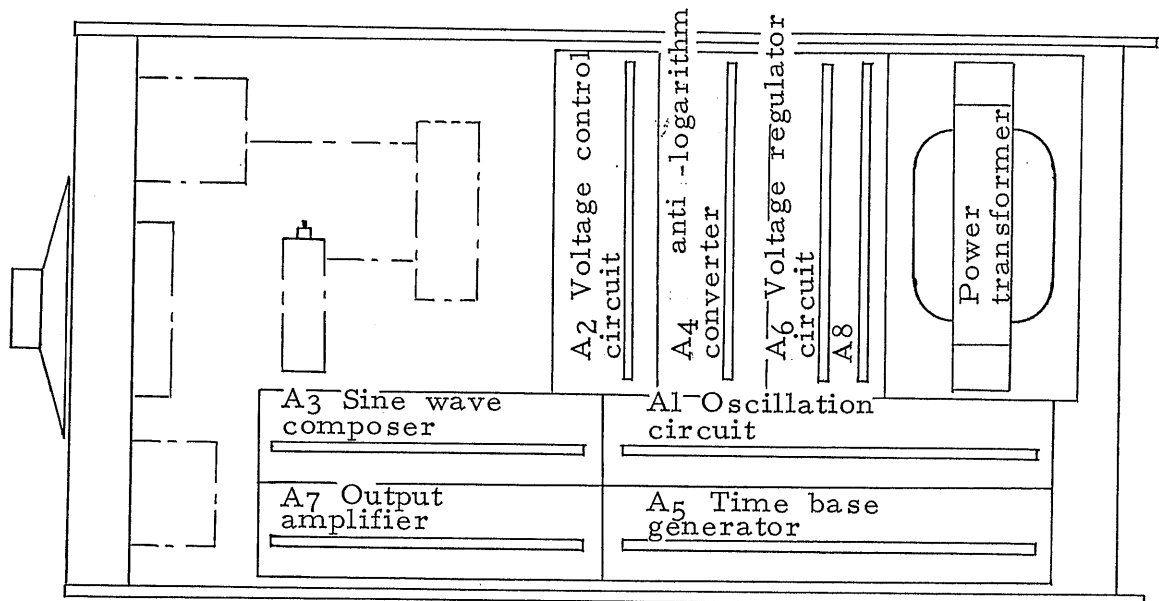 A2 Voltage control
circuit
A4 anti-logarithm
converter
A6 Voltage regulator
circuit
A8
Power
transformer
A3 Sine wave
composer
A1 Oscillation
circuit
A7 Output
amplifier
A5 Time base
generator